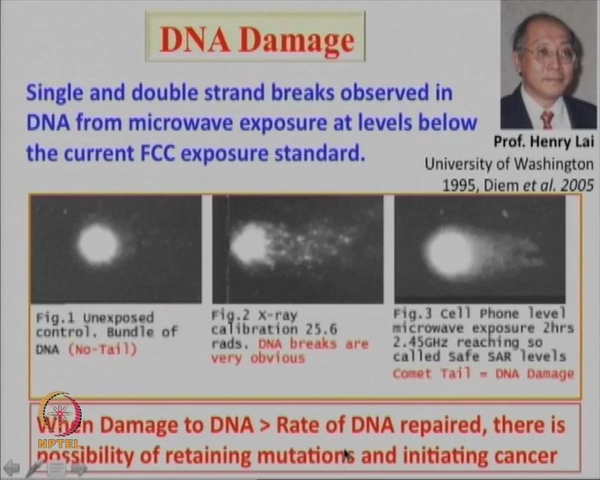 DNA Damage
Single and double strand breaks observed in
DNA from microwave exposure at levels below
the current FCC exposure standard.
Prof. Henry Lai
University of Washington
1995, Diem et al. 2005
Fig.1 Unexposed
control. Bundle of
DNA (No-Tail)
Fig.2 X-ray
calibration 25.6
rads. DNA breaks are
very obvious
Fig.3 Cell Phone level
microwave exposure 2hrs
2.45GHz reaching so
called Safe SAR levels
Comet Tail = DNA Damage
When Damage to DNA > Rate of DNA repaired, there is
possibility of retaining mutations and initiating cancer
NPTEL